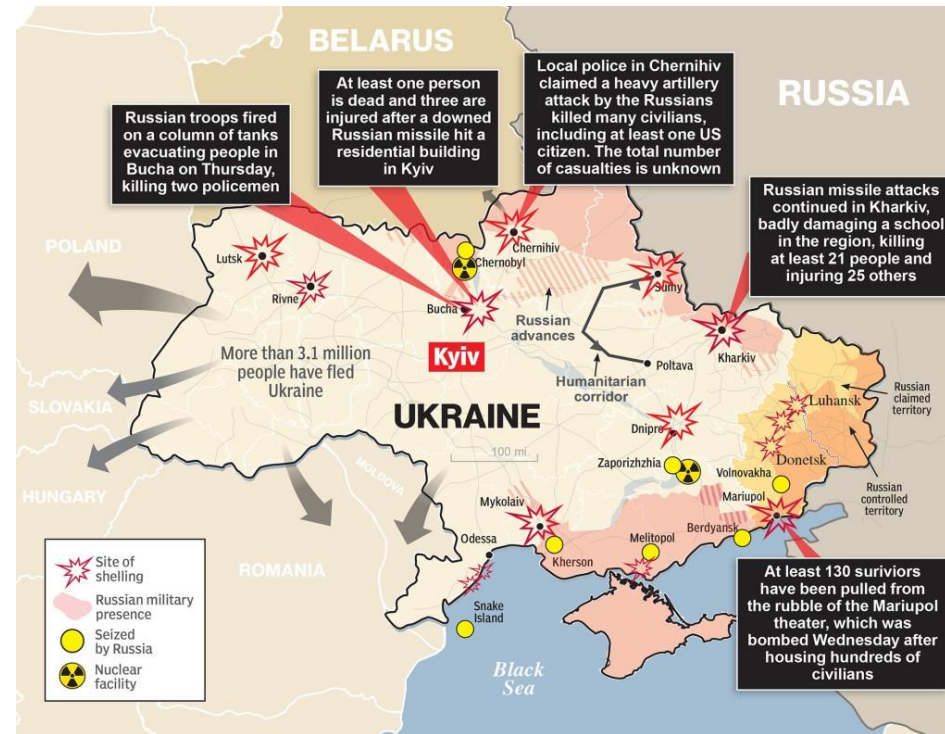 BELARUS
RUSSIA
Russian troops fired
on a column of tanks
evacuating people in
Bucha on Thursday,
killing two policemen
At least one person
is dead and three are
injured after a downed
Russian missile hit a
residential building
in Kyiv
Local police in Chernihiv
claimed a heavy artillery
attack by the Russians
killed many civilians,
including at least one US
citizen. The total number
of casualties is unknown
Russian missile attacks
continued in Kharkiv,
badly damaging a school
in the region, killing
at least 21 people and
injuring 25 others
POLAND
Lutsk
Rivne
Chernobyl
Chernihiv
Bucha
Kyiv
Russian
advances
Sumy
Kharkiv
Poltava
Humanitarian
corridor
More than 3.1 million
people have fled
Ukraine
SLOVAKIA
UKRAINE
100 mi.
Dnipro
Luhansk
Russian
claimed
territory
Donetsk
HUNGARY
MOLDOVA
Zaporizhzhia
Volnovakha
Mariupol
Russian
controlled
territory
Mykolaiv
Berdyansk
Melitopol
Kherson
Odessa
ROMANIA
Snake
Island
Black
Sea
At least 130 suriviors
have been pulled from
the rubble of the Mariupol
theater, which was
bombed Wednesday after
housing hundreds of
civilians
Site of
shelling
Russian military
presence
Seized
by Russia
Nuclear
facility